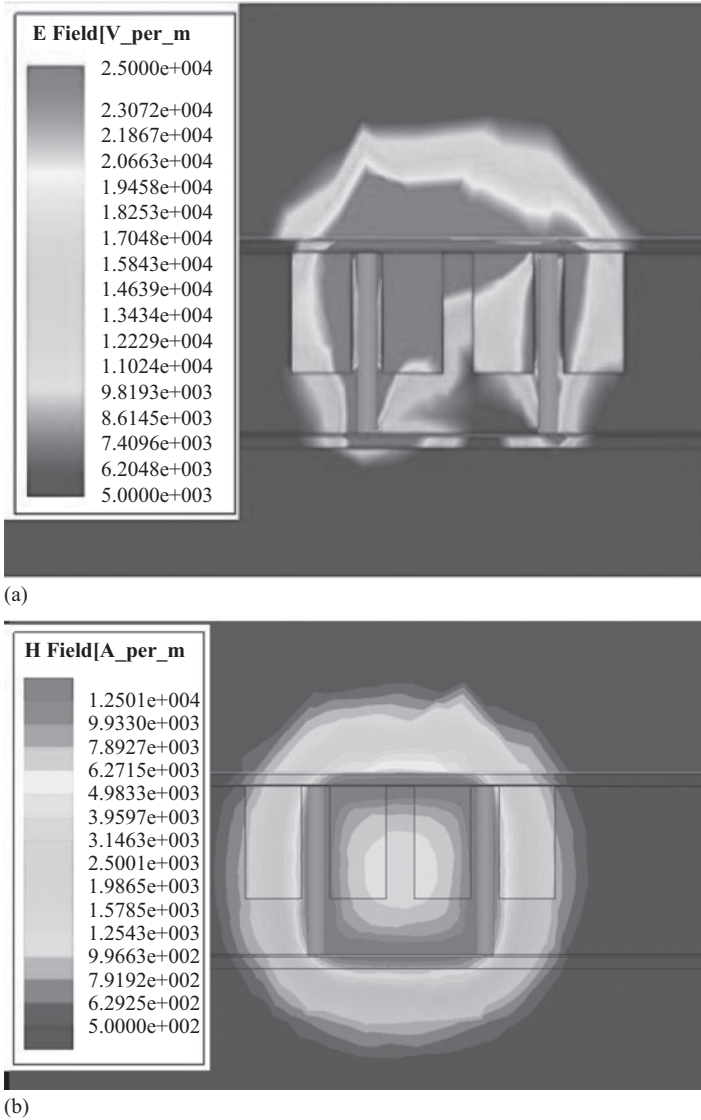 E Field[V_per_m
2.5000e+004
2.3072e+004
2.1867e+004
2.0663e+004
1.9458e+004
1.8253e+004
1.7048e+004
1.5843e+004
1.4639e+004
1.3434e+004
1.2229e+004
1.1024e+004
9.8193e+003
8.6145e+003
7.4096e+003
6.2048e+003
5.0000e+003
(a)
H Field[A_per_m
1.2501e+004
9.9330e+003
7.8927e+003
6.2715e+003
4.9833e+003
3.9597e+003
3.1463e+003
2.5001e+003
1.9865e+003
1.5785e+003
1.2543e+003
9.9663e+002
7.9192e+002
6.2925e+002
5.0000e+002
(b)